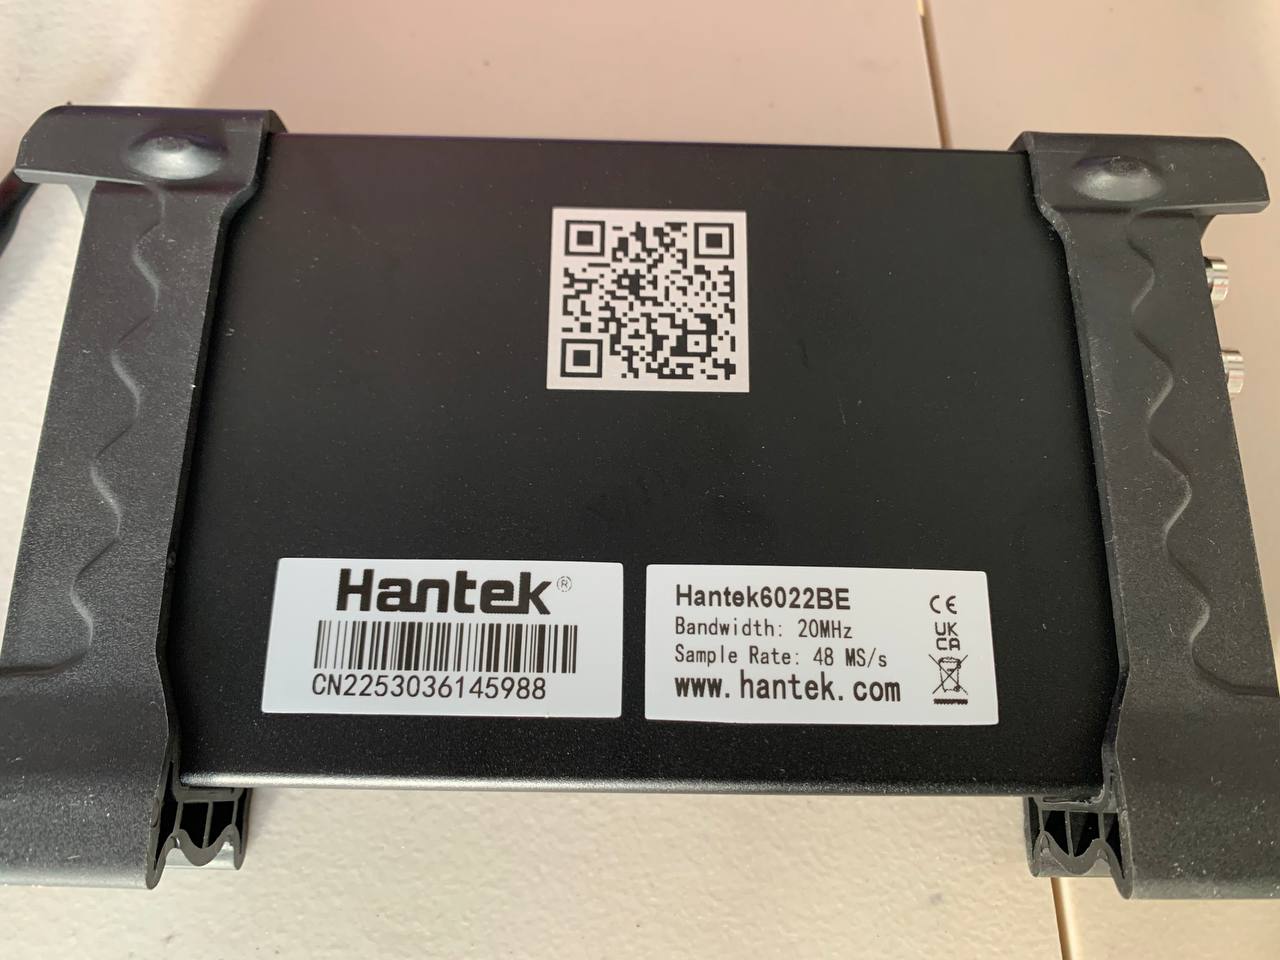 Hantek®
CN2253036145988
Hantek6022BE
Bandwidth: 20MHz
Sample Rate: 48 MS/s
www.hantek.com
CE
UK
CA